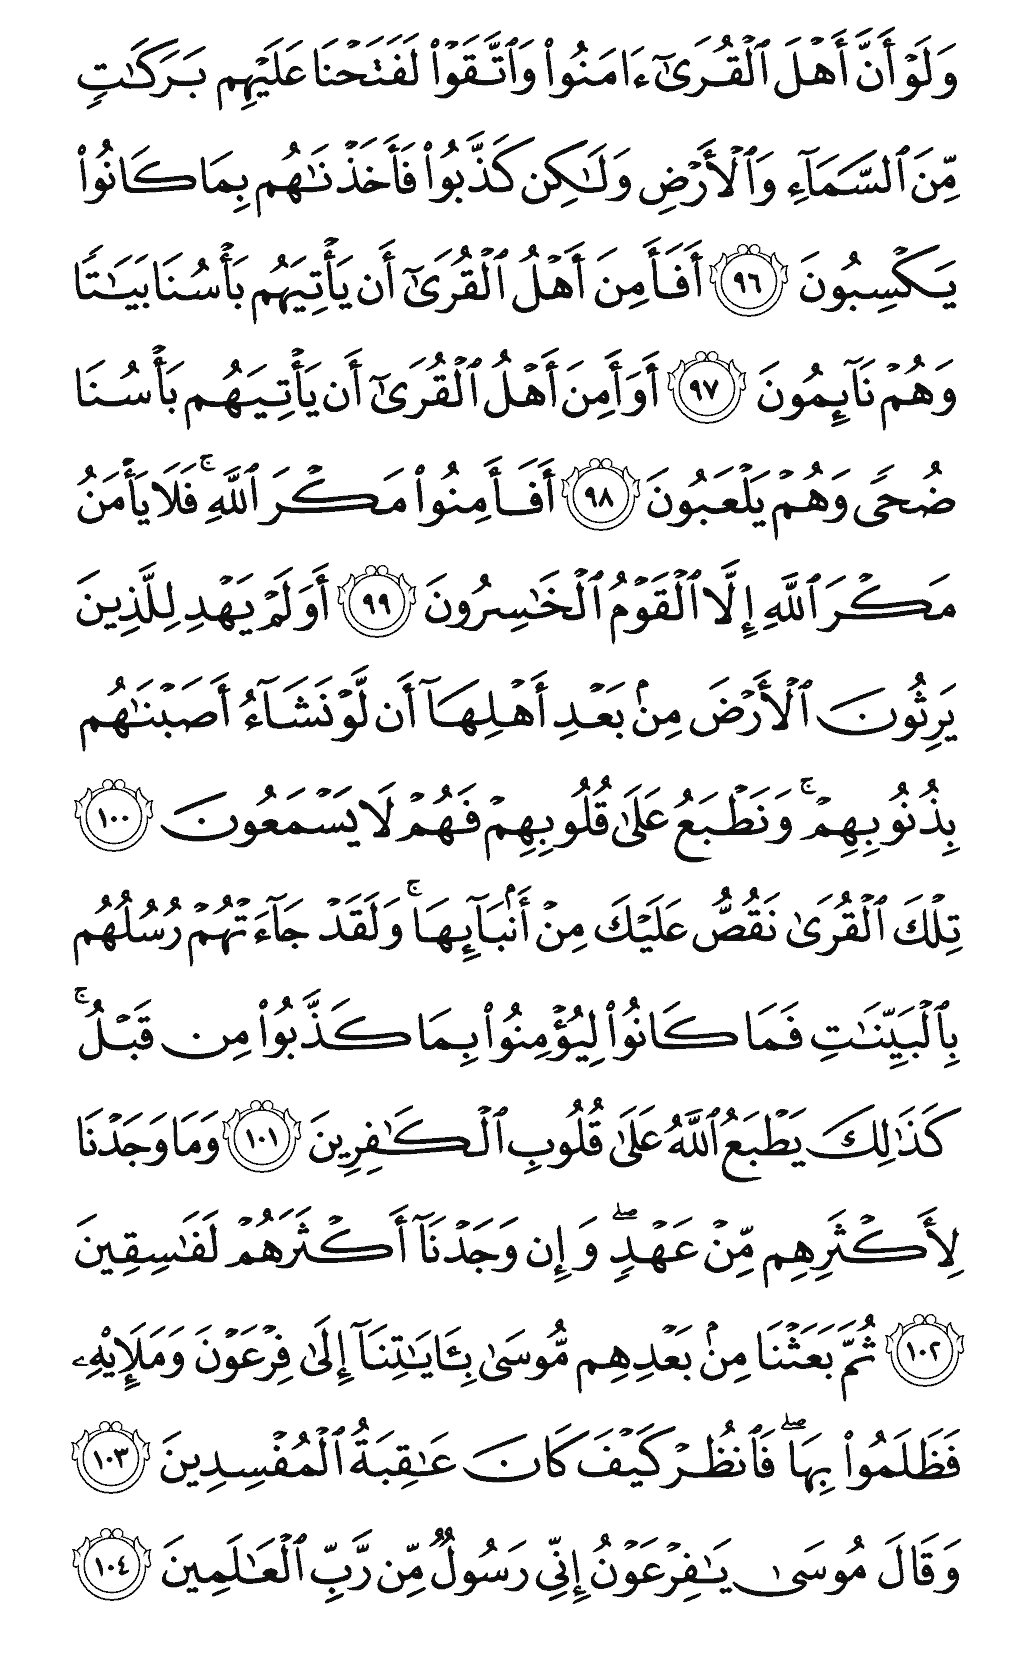 وَلَوْ أَنَّ أَهْلَ ٱلْقُرَىٰٓ ءَامَنُوا۟ وَٱتَّقَوْا۟ لَفَتَحْنَا عَلَيْهِم بَرَكَـٰتٍ
مِّنَ ٱلسَّمَآءِ وَٱلْأَرْضِ وَلَـٰكِن كَذَّبُوا۟ فَأَخَذْنَـٰهُم بِمَا كَانُوا۟
يَكْسِبُونَ ٩٦ أَفَأَمِنَ أَهْلُ ٱلْقُرَىٰٓ أَن يَأْتِيَهُم بَأْسُنَا بَيَـٰتًا
وَهُمْ نَآئِمُونَ ٩٧ أَوَأَمِنَ أَهْلُ ٱلْقُرَىٰٓ أَن يَأْتِيَهُم بَأْسُنَا
ضُحًى وَهُمْ يَلْعَبُونَ ٩٨ أَفَأَمِنُوا۟ مَكْرَ ٱللَّهِ ۚ فَلَا يَأْمَنُ
مَكْرَ ٱللَّهِ إِلَّا ٱلْقَوْمُ ٱلْخَـٰسِرُونَ ٩٩ أَوَلَمْ يَهْدِ لِلَّذِينَ
يَرِثُونَ ٱلْأَرْضَ مِنۢ بَعْدِ أَهْلِهَآ أَن لَّوْ نَشَآءُ أَصَبْنَـٰهُم
بِذُنُوبِهِمْ ۚ وَنَطْبَعُ عَلَىٰ قُلُوبِهِمْ فَهُمْ لَا يَسْمَعُونَ ١٠٠
تِلْكَ ٱلْقُرَىٰ نَقُصُّ عَلَيْكَ مِنْ أَنۢبَآئِهَا ۚ وَلَقَدْ جَآءَتْهُمْ رُسُلُهُم
بِٱلْبَيِّنَـٰتِ فَمَا كَانُوا۟ لِيُؤْمِنُوا۟ بِمَا كَذَّبُوا۟ مِن قَبْلُ ۚ
كَذَٰلِكَ يَطْبَعُ ٱللَّهُ عَلَىٰ قُلُوبِ ٱلْكَـٰفِرِينَ ١٠١ وَمَا وَجَدْنَا
لِأَكْثَرِهِم مِّنْ عَهْدٍ ۖ وَإِن وَجَدْنَآ أَكْثَرَهُمْ لَفَـٰسِقِينَ
١٠٢ ثُمَّ بَعَثْنَا مِنۢ بَعْدِهِم مُّوسَىٰ بِـَٔايَـٰتِنَآ إِلَىٰ فِرْعَوْنَ وَمَلَإِيْهِۦ
فَظَلَمُوا۟ بِهَا ۖ فَٱنظُرْ كَيْفَ كَانَ عَـٰقِبَةُ ٱلْمُفْسِدِينَ ١٠٣
وَقَالَ مُوسَىٰ يَـٰفِرْعَوْنُ إِنِّى رَسُولٌ مِّن رَّبِّ ٱلْعَـٰلَمِينَ ١٠٤